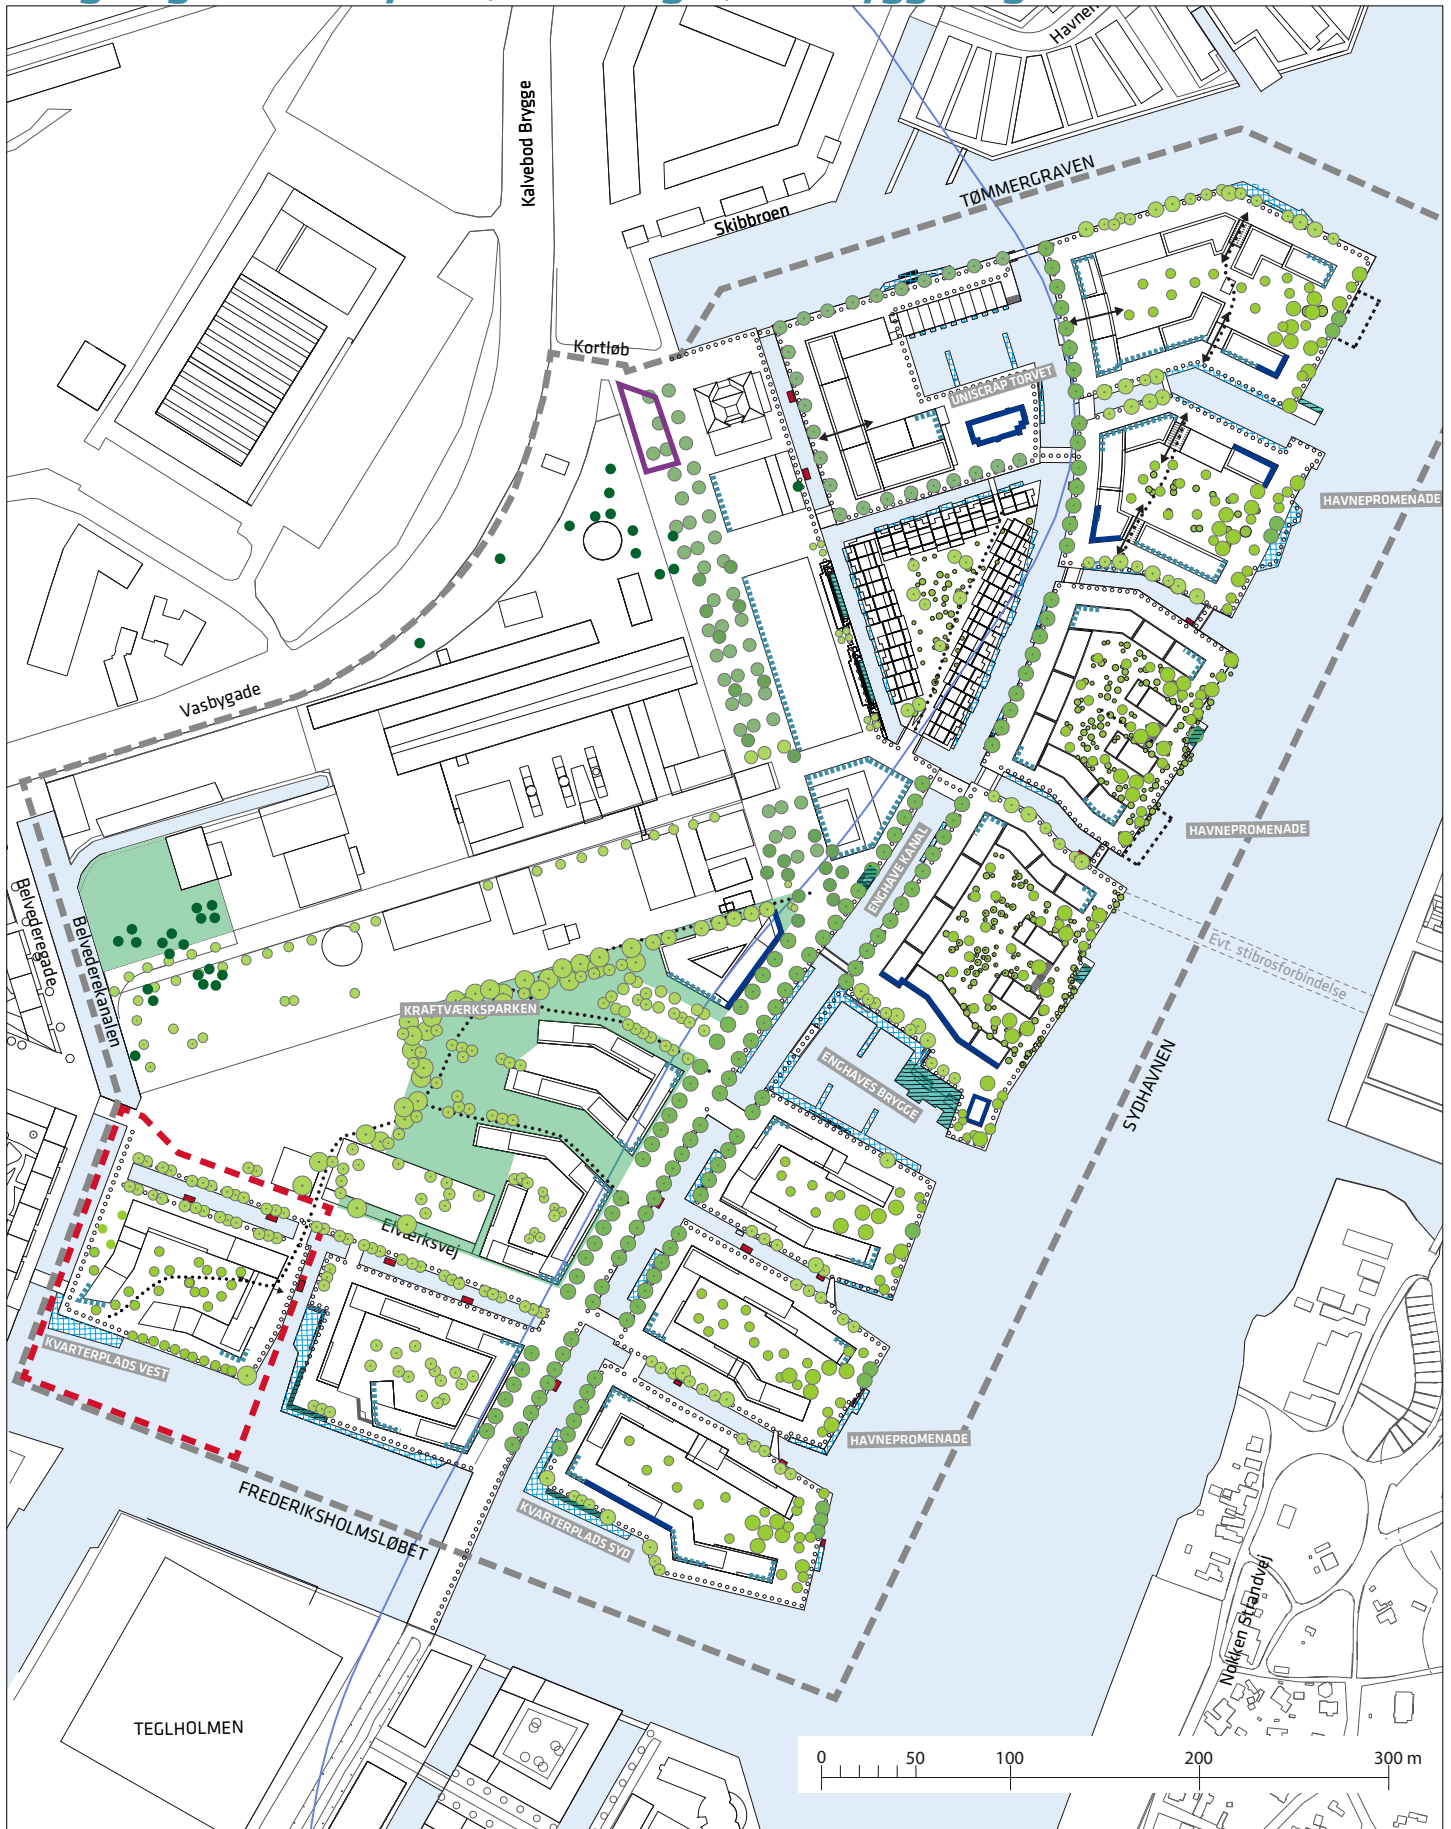 Havnen
Kalvebod Brygge
TØMMERGRAVEN
Skibbroen
Kortløb
UNISCRAP TORVET
HAVNEPROMENADE
Vasbygade
HAVNEPROMENADE
ENGHAVE KANAL
Belvederegade
Belvederekanalen
Evt. stibrosforbindelse
KRAFTVÆRKSPARKEN
ENGHAVES BRYGGE
SYDHAVNEN
Elværksvej
KVARTERPLADS VEST
HAVNEPROMENADE
FREDERIKSHOLMSLØBET
KVARTERPLADS SYD
Nokken Strandvej
TEGLHOLMEN
0 50 100 200 300 m